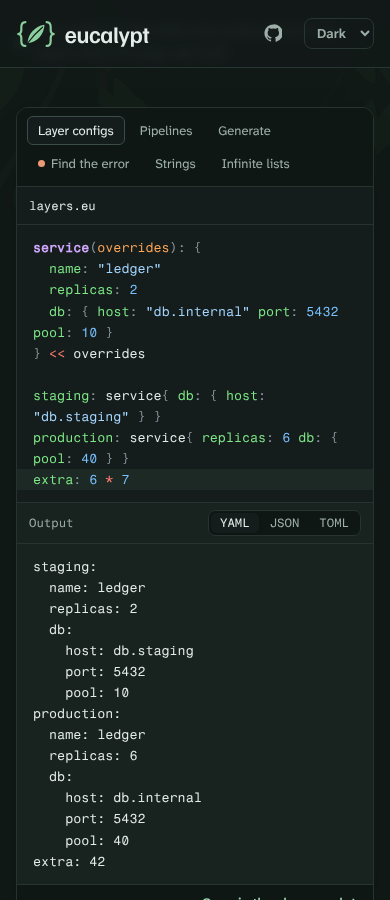 eucalypt
Dark
Layer configs Pipelines Generate
Find the error Strings Infinite lists
layers.eu
service(overrides): {
  name: "ledger"
  replicas: 2
  db: { host: "db.internal" port: 5432
pool: 10 }
} << overrides

staging: service{ db: { host:
"db.staging" } }
production: service{ replicas: 6 db: {
pool: 40 } }
extra: 6 * 7
Output YAML JSON TOML
staging:
  name: ledger
  replicas: 2
  db:
    host: db.staging
    port: 5432
    pool: 10
production:
  name: ledger
  replicas: 6
  db:
    host: db.internal
    port: 5432
    pool: 40
extra: 42